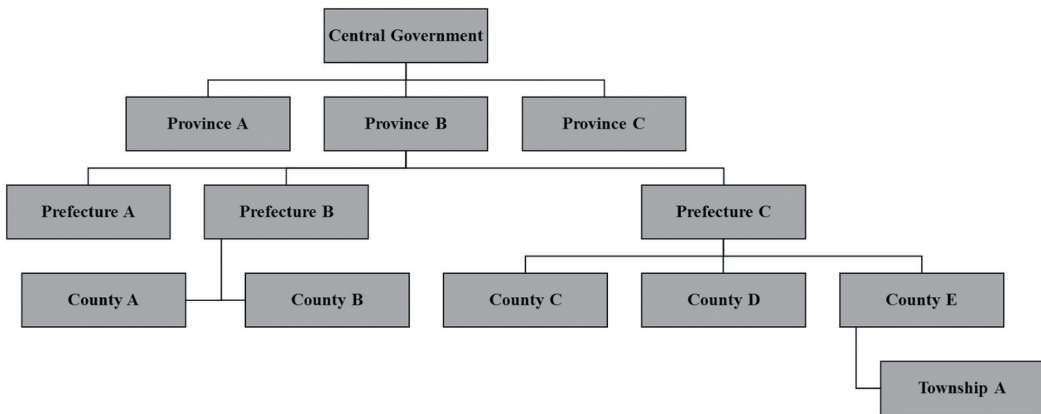 Central Government
Province A
Province B
Province C
Prefecture A
Prefecture B
Prefecture C
County A
County B
County C
County D
County E
Township A